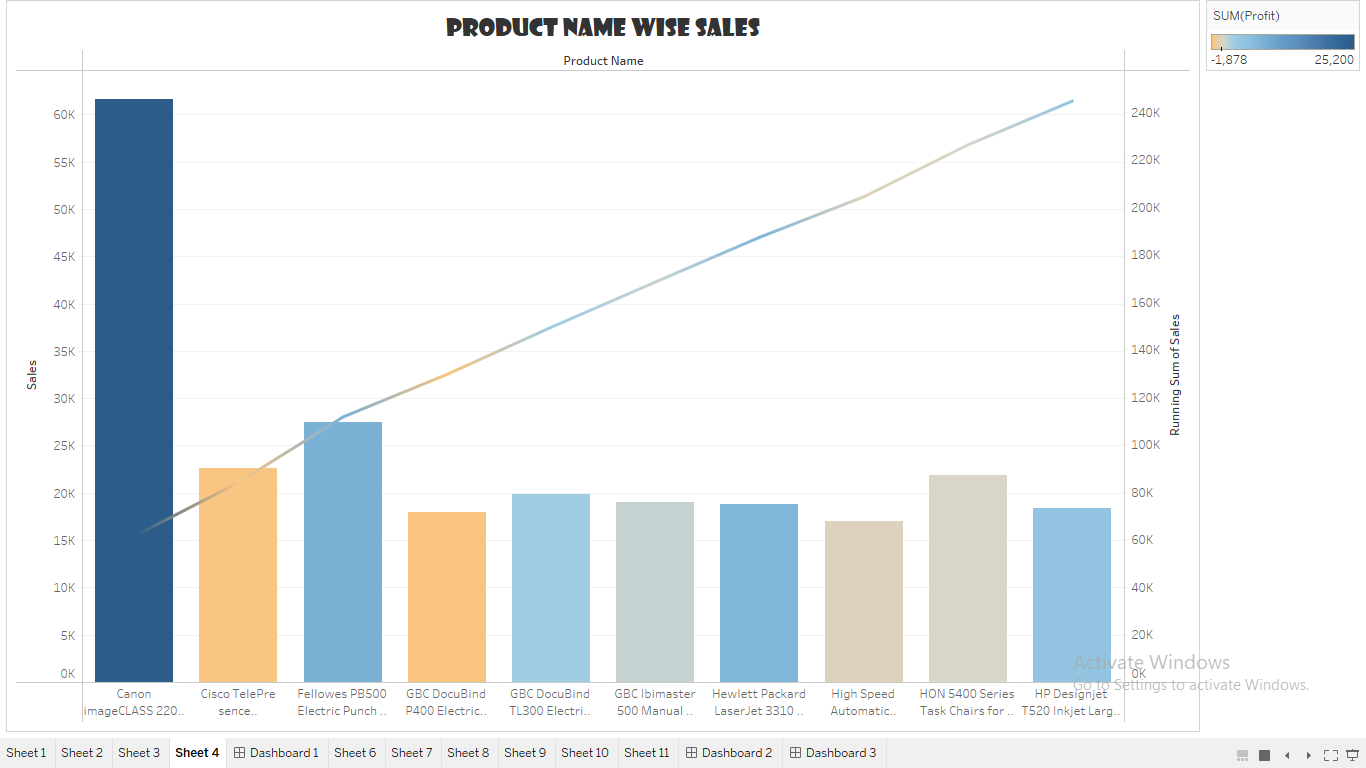 PRODUCT NAME WISE SALES
Product Name
SUM(Profit)
-1,878 25,200
Sales
60K
55K
50K
45K
40K
35K
30K
25K
20K
15K
10K
5K
0K
240K
220K
200K
180K
160K
140K
120K
100K
80K
60K
40K
20K
0K
Running Sum of Sales
Canon
imageCLASS 220..
Cisco TelePre
sence..
Fellowes PB500
Electric Punch ..
GBC DocuBind
P400 Electric..
GBC DocuBind
TL300 Electri..
GBC Ibimaster
500 Manual ..
Hewlett Packard
LaserJet 3310 ..
High Speed
Automatic..
HON 5400 Series
Task Chairs for ..
HP Designjet
T520 Inkjet Larg..
Activate Windows
Go to Settings to activate Windows.
Sheet 1 Sheet 2 Sheet 3 Sheet 4 Dashboard 1 Sheet 6 Sheet 7 Sheet 8 Sheet 9 Sheet 10 Sheet 11 Dashboard 2 Dashboard 3